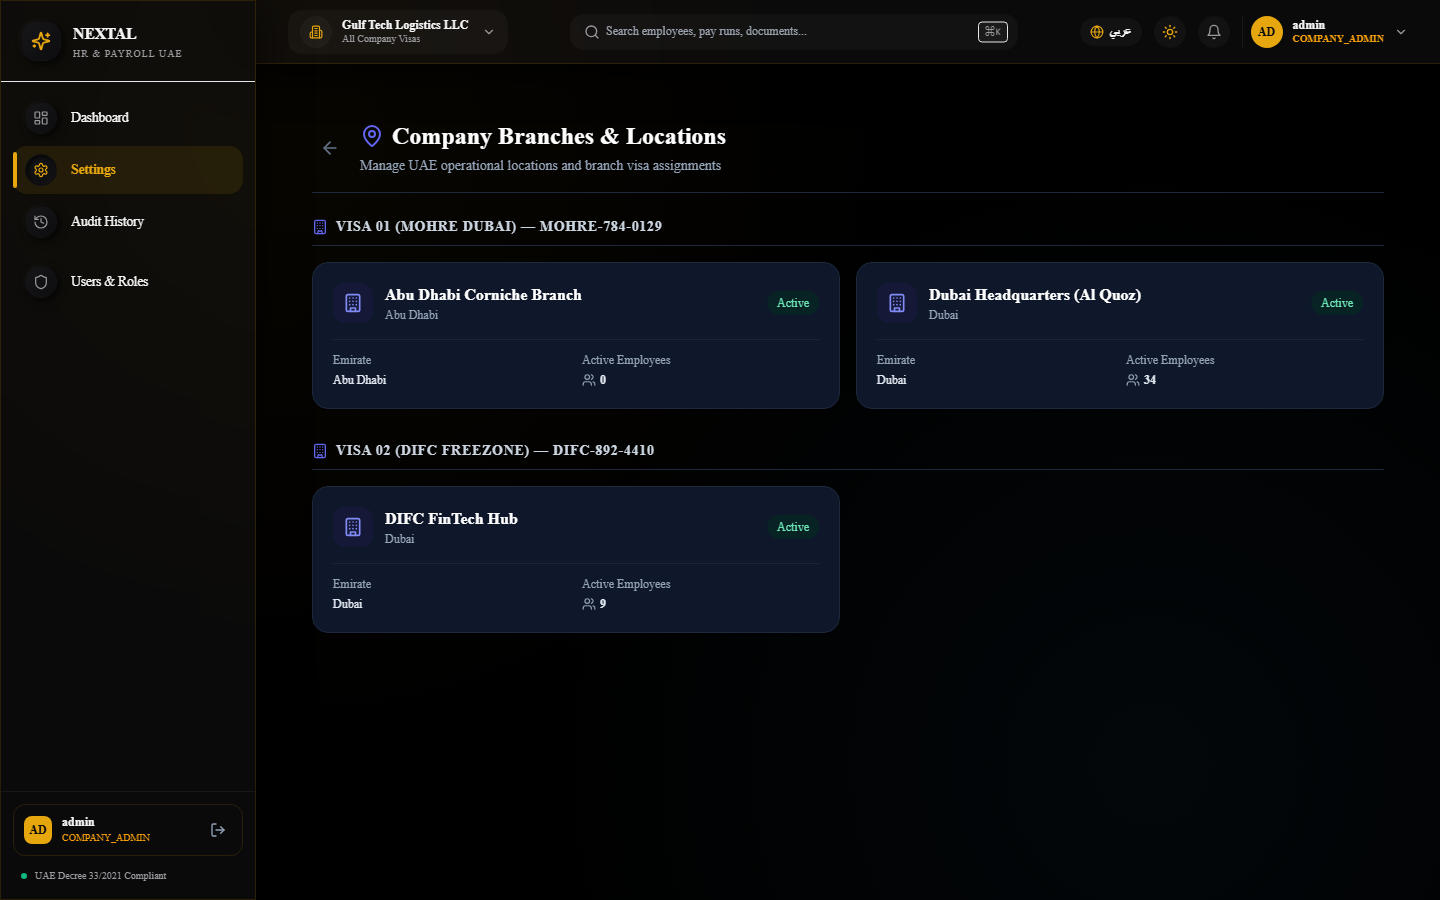 NEXTAL
HR & PAYROLL UAE
Gulf Tech Logistics LLC
All Company Visas
Search employees, pay runs, documents...
⌘K
عربي
AD
admin
COMPANY_ADMIN
Dashboard
Settings
Audit History
Users & Roles
Company Branches & Locations
Manage UAE operational locations and branch visa assignments
VISA 01 (MOHRE DUBAI) — MOHRE-784-0129
Abu Dhabi Corniche Branch
Abu Dhabi
Active
Emirate
Abu Dhabi
Active Employees
0
Dubai Headquarters (Al Quoz)
Dubai
Active
Emirate
Dubai
Active Employees
34
VISA 02 (DIFC FREEZONE) — DIFC-892-4410
DIFC FinTech Hub
Dubai
Active
Emirate
Dubai
Active Employees
9
AD
admin
COMPANY_ADMIN
UAE Decree 33/2021 Compliant